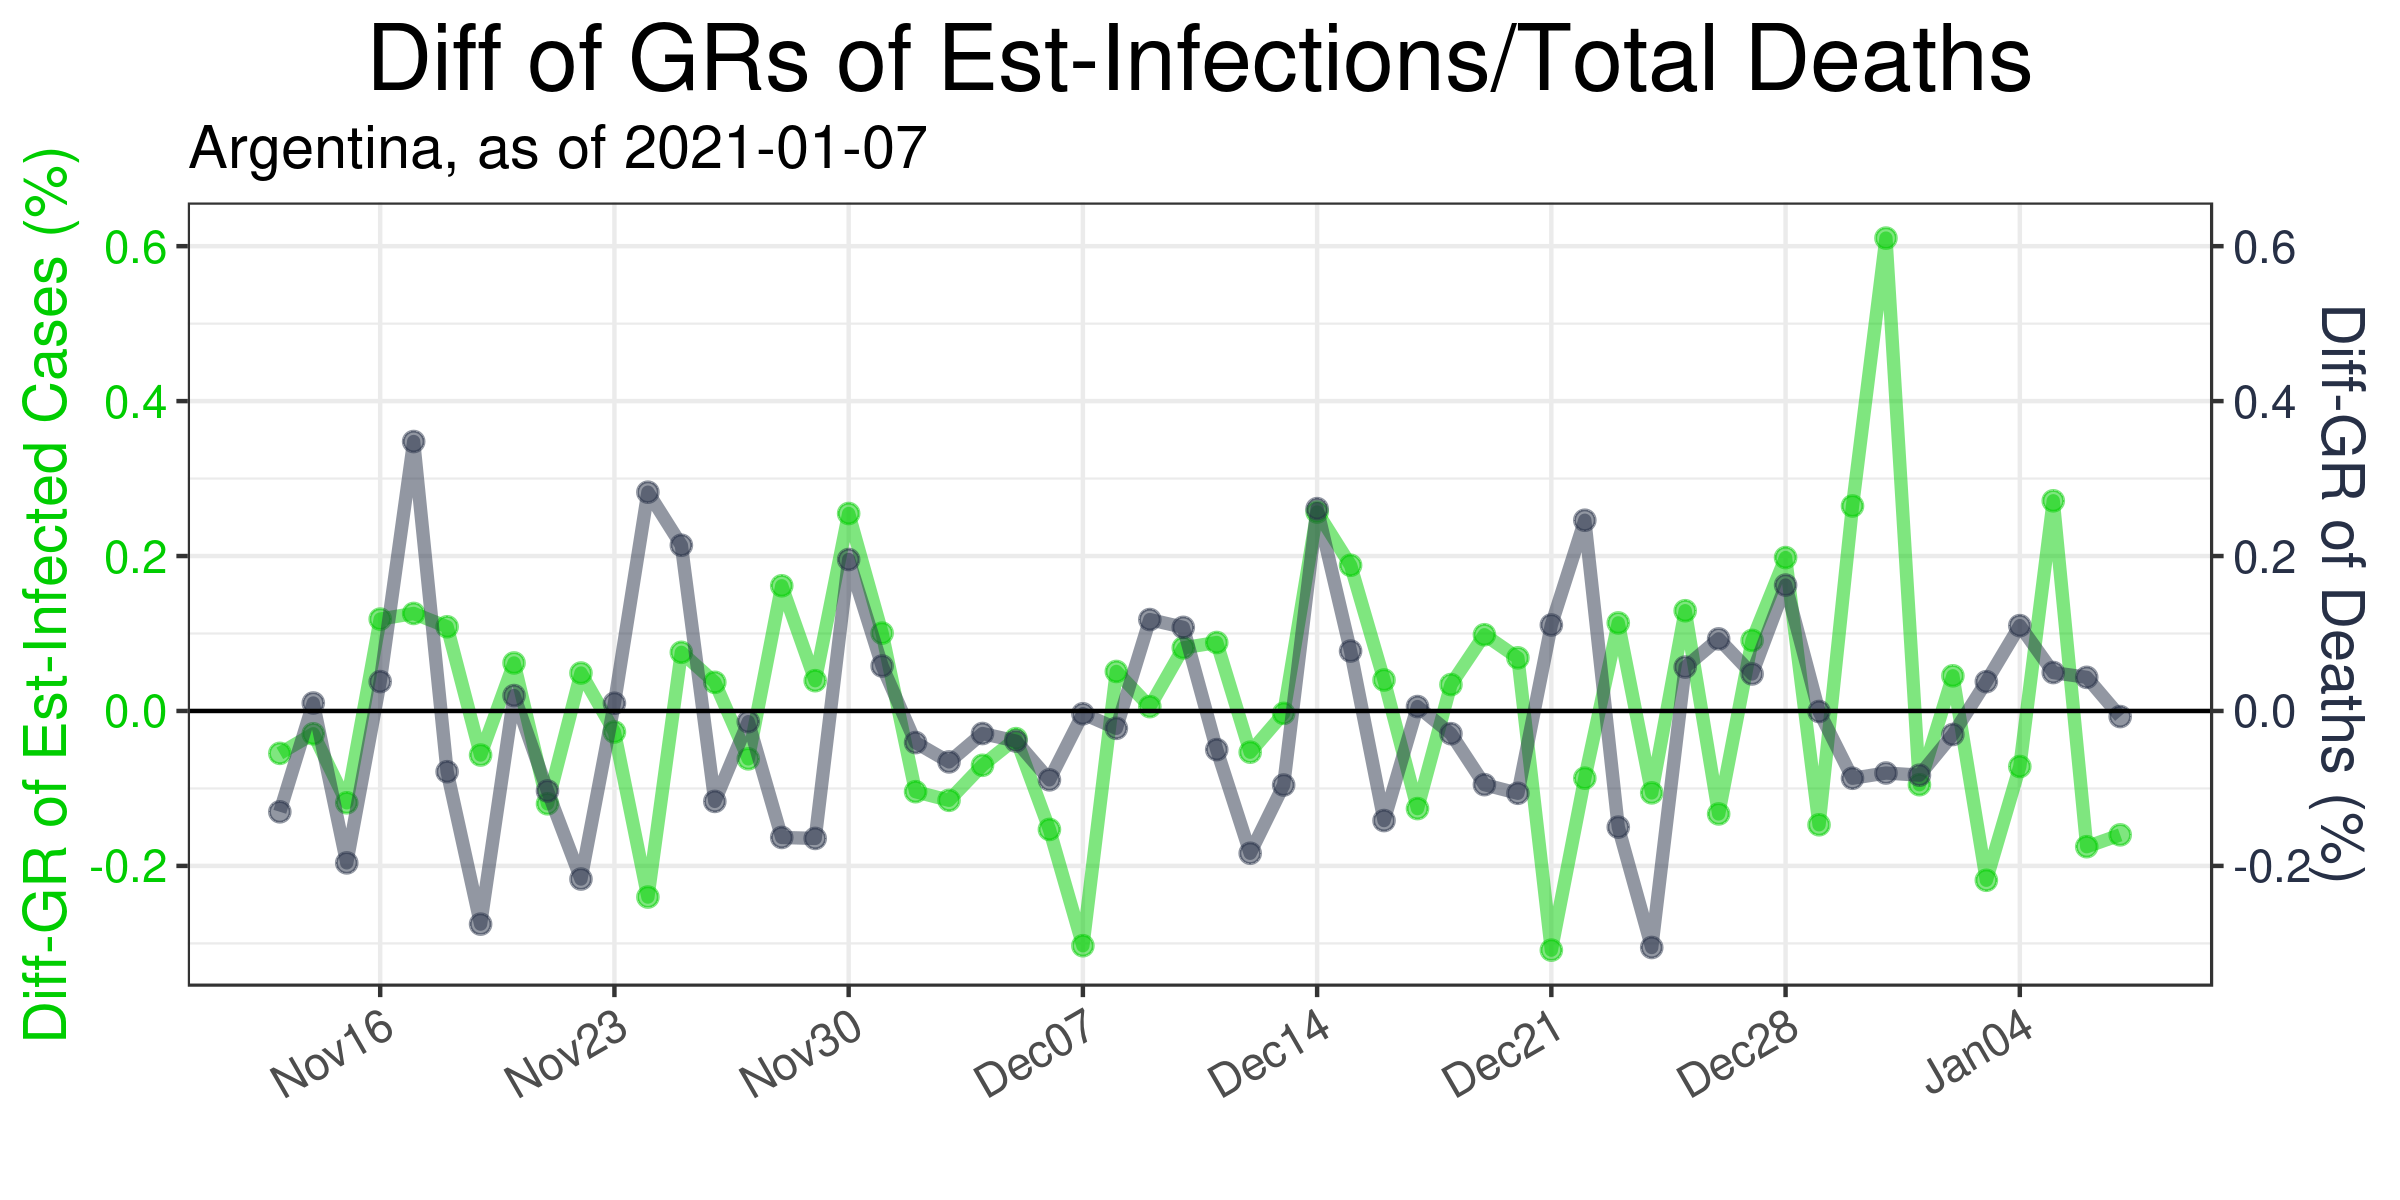 Diff of GRs of Est-Infections/Total Deaths
Argentina, as of 2021-01-07
Diff-GR of Est-Infected Cases (%)
0.6
0.4
0.2
0.0
-0.2
0.6
0.4
0.2
0.0
-0.2
Diff-GR of Deaths (%)
Nov16
Nov23
Nov30
Dec07
Dec14
Dec21
Dec28
Jan04